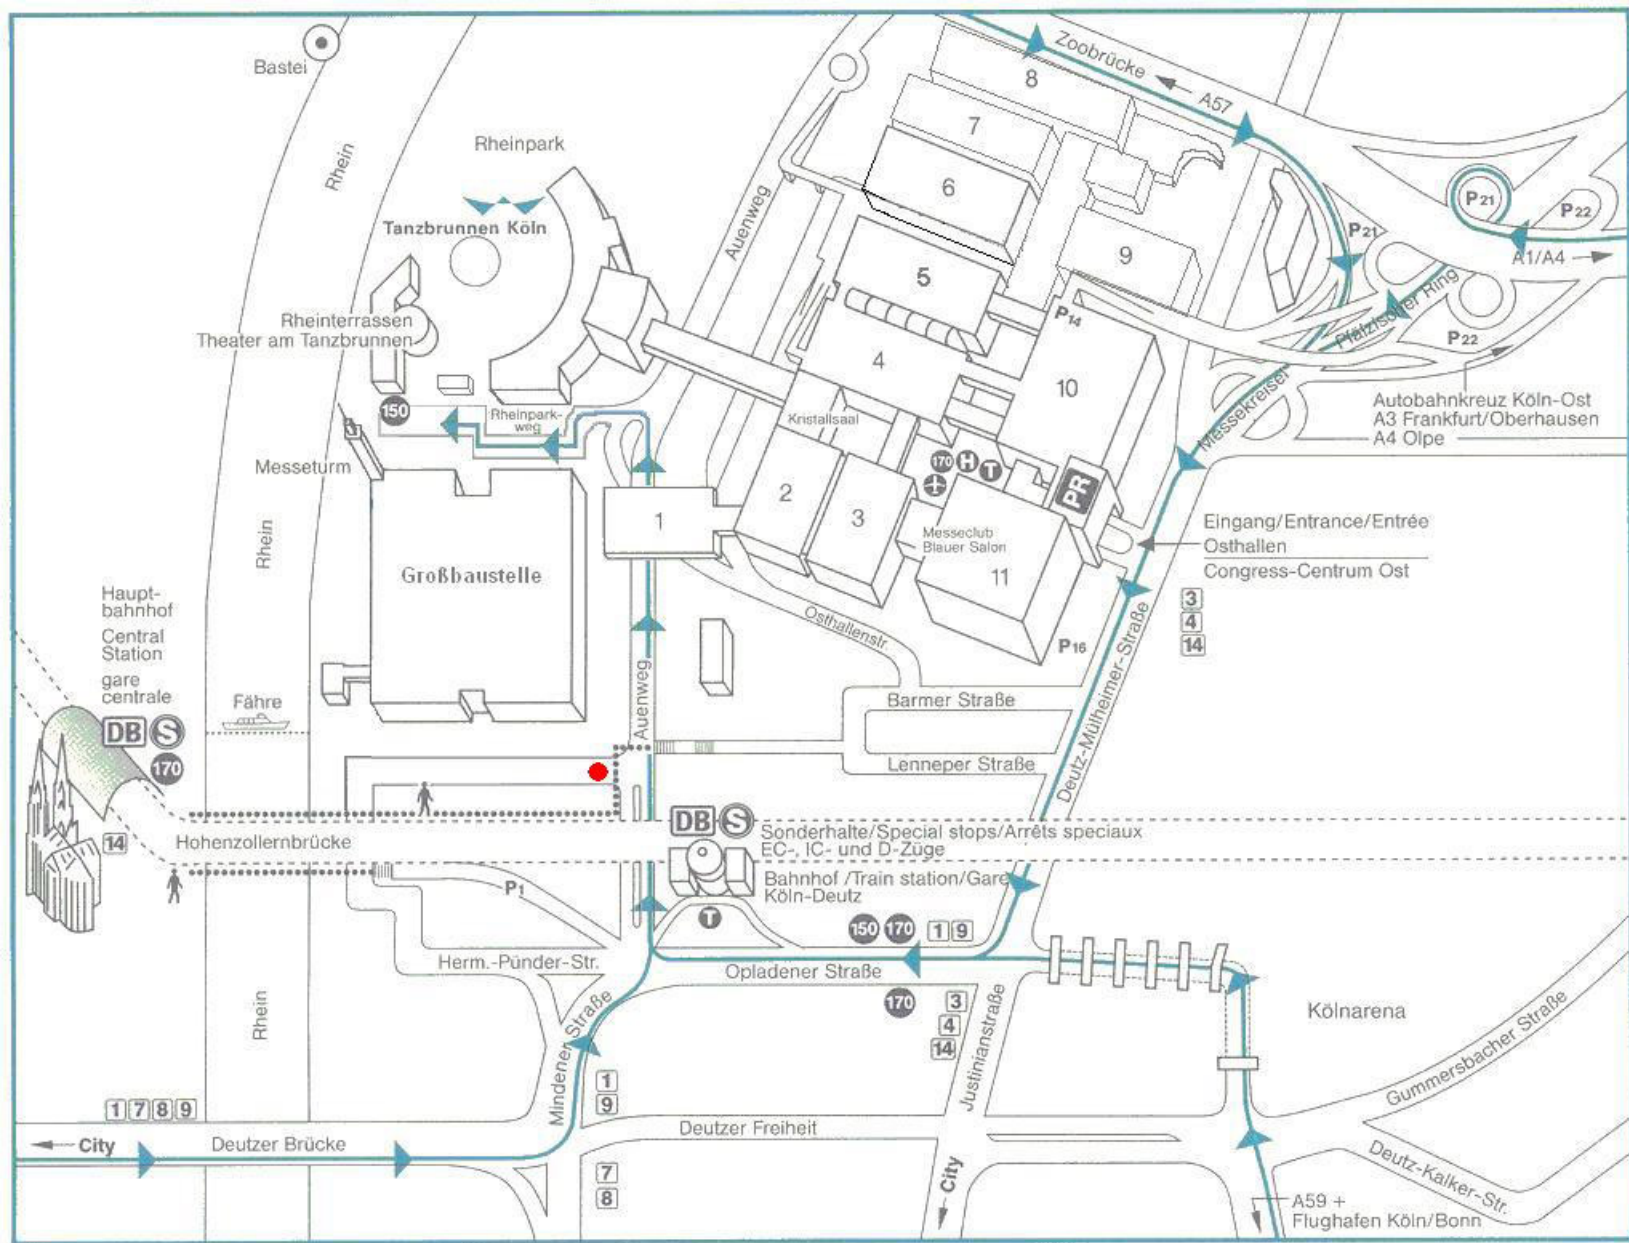 Bastei
Rhein
Rheinpark
Tanzbrunnen Köln
Rheinterrassen
Theater am Tanzbrunnen
150
Rheinpark-
weg
Messeturm
Auenweg
Zoobrücke
A57
8
7
6
5
4
9
10
P14
P21
P21
P22
A1/A4
Pfälzischer Ring
P22
Messekreisel
Autobahnkreuz Köln-Ost
A3 Frankfurt/Oberhausen
A4 Olpe
Kristallsaal
170 H T
PR
1
2
3
Messeclub
Blauer Salon
11
P16
Eingang/Entrance/Entrée
Osthallen
Congress-Centrum Ost
3
4
14
Großbaustelle
Rhein
Haupt-
bahnhof
Central
Station
gare
centrale
DB S
170
14
Fähre
Auenweg
Osthallenstr.
Barmer Straße
Lenneper Straße
Deutz-Mülheimer-Straße
Hohenzollernbrücke
DB S
Sonderhalte/Special stops/Arrêts speciaux
EC-, IC- und D-Züge
Bahnhof /Train station/Gare
Köln-Deutz
T
P1
150 170 1 9
Herm.-Pünder-Str.
Opladener Straße
170
3
4
14
Justinianstraße
Kölnarena
Gummersbacher Straße
Rhein
Mindener Straße
1 7 8 9
City
Deutzer Brücke
1
9
7
8
Deutzer Freiheit
City
Deutz-Kalker-Str.
A59 +
Flughafen Köln/Bonn